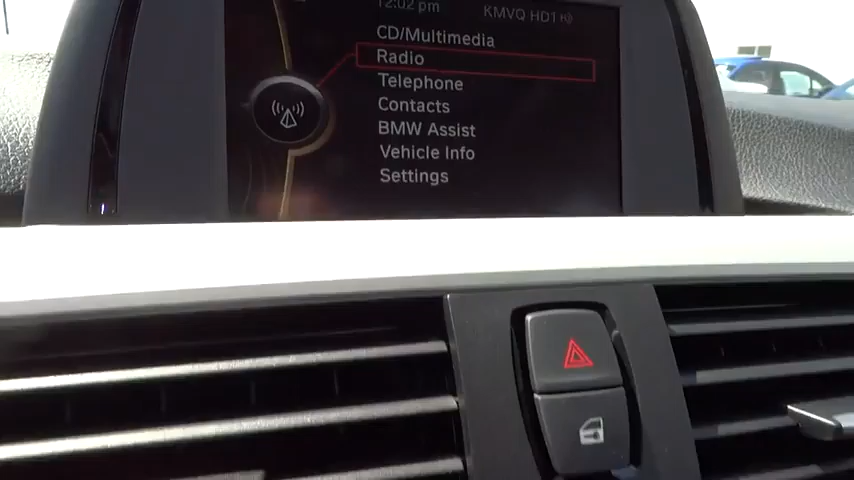 12:02 pm
KMVQ HD1
CD/Multimedia
Radio
Telephone
Contacts
BMW Assist
Vehicle Info
Settings